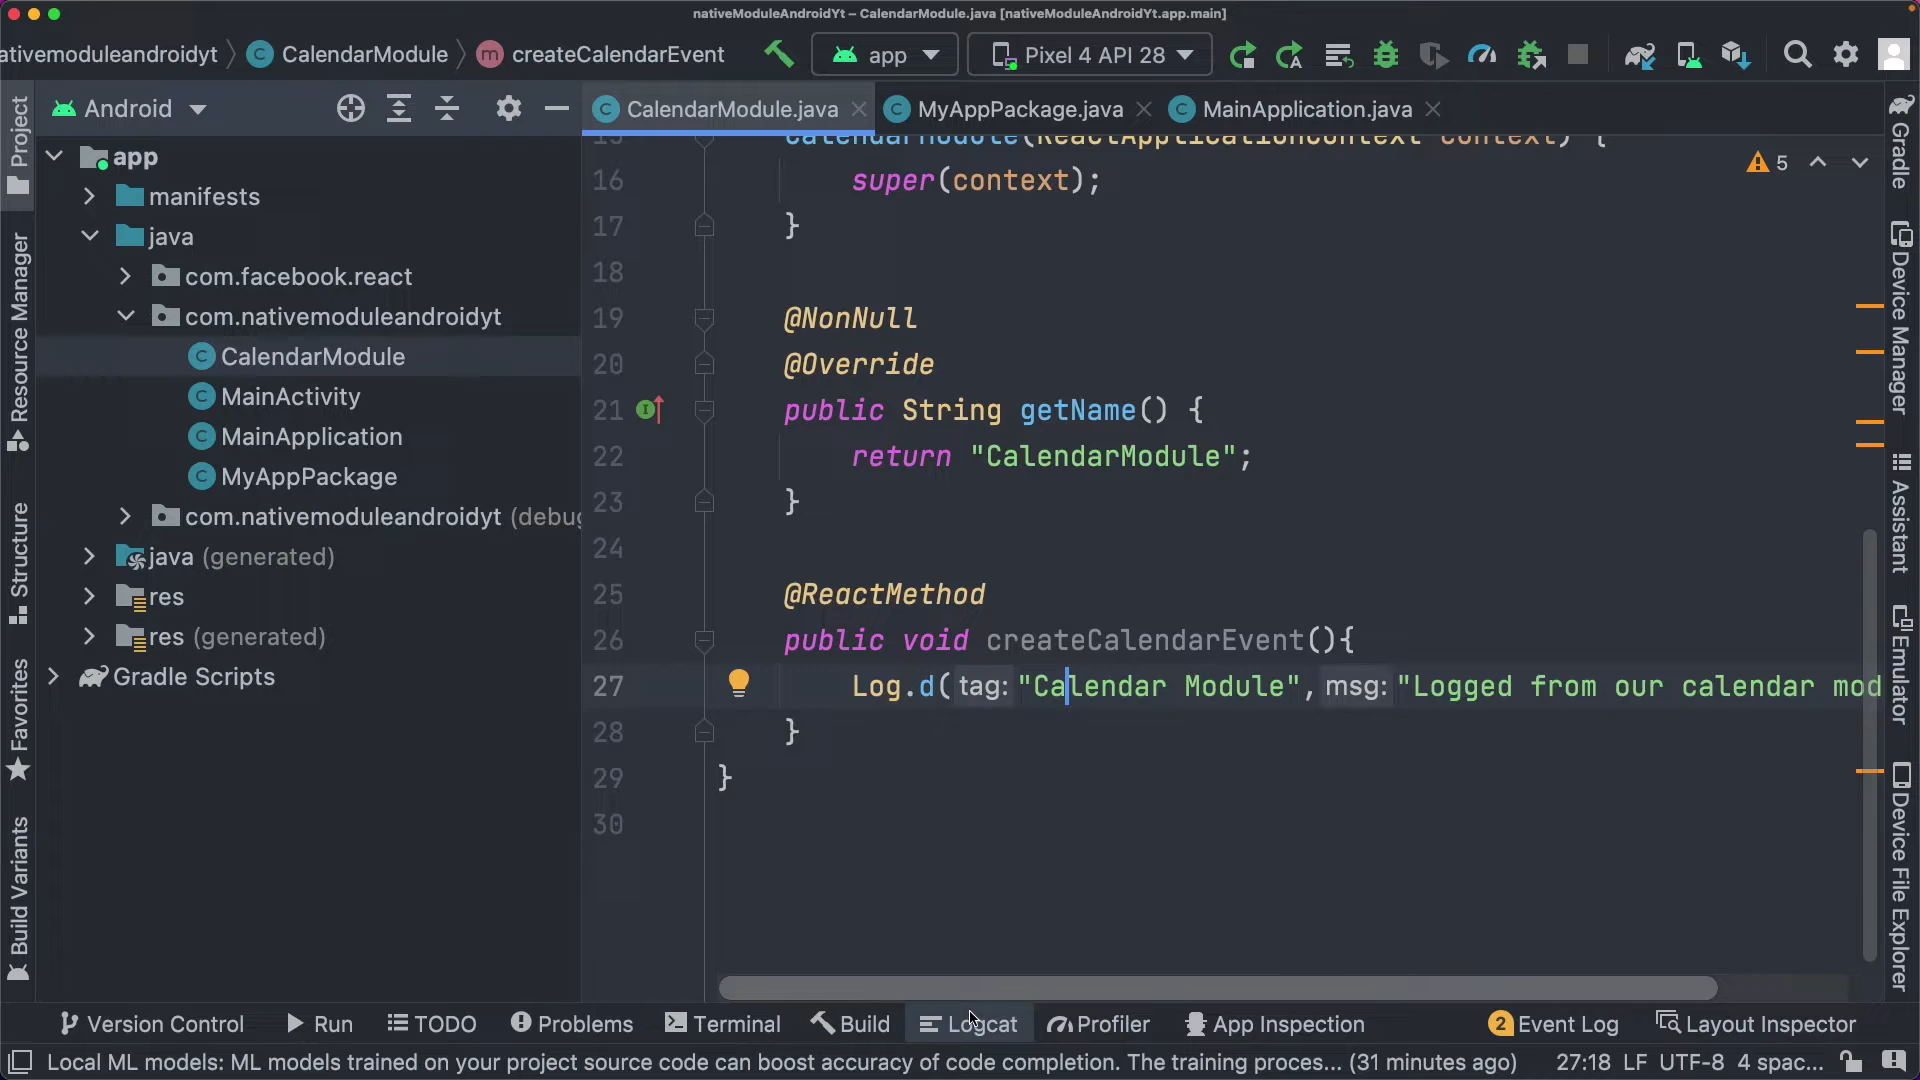 nativeModuleAndroidYt – CalendarModule.java [nativeModuleAndroidYt.app.main]
ativemoduleandroidyt CalendarModule createCalendarEvent app Pixel 4 API 28
Android
CalendarModule.java MyAppPackage.java MainApplication.java
app
manifests
java
com.facebook.react
com.nativemoduleandroidyt
CalendarModule
MainActivity
MainApplication
MyAppPackage
com.nativemoduleandroidyt (debug
java (generated)
res
res (generated)
Gradle Scripts
Project
Resource Manager
Structure
Favorites
Build Variants
15 CalendarModule(ReactApplicationContext context) {
16 super(context);
17 }
18
19 @NonNull
20 @Override
21 public String getName() {
22 return "CalendarModule";
23 }
24
25 @ReactMethod
26 public void createCalendarEvent(){
27 Log.d( tag: "Calendar Module", msg: "Logged from our calendar mod
28 }
29 }
30
5
Gradle
Device Manager
Assistant
Emulator
Device File Explorer
Version Control Run TODO Problems Terminal Build Logcat Profiler App Inspection 2 Event Log Layout Inspector
Local ML models: ML models trained on your project source code can boost accuracy of code completion. The training proces... (31 minutes ago) 27:18 LF UTF-8 4 spac...